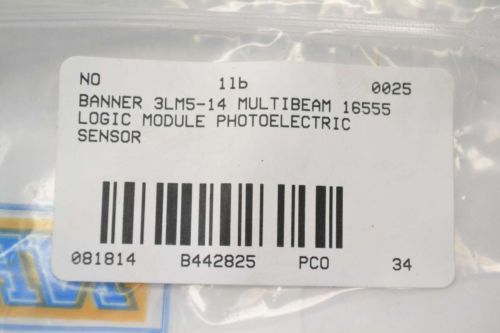 NO 1lb 0025
BANNER 3LM5-14 MULTIBEAM 16555
LOGIC MODULE PHOTOELECTRIC
SENSOR
081814 B442825 PCO 34